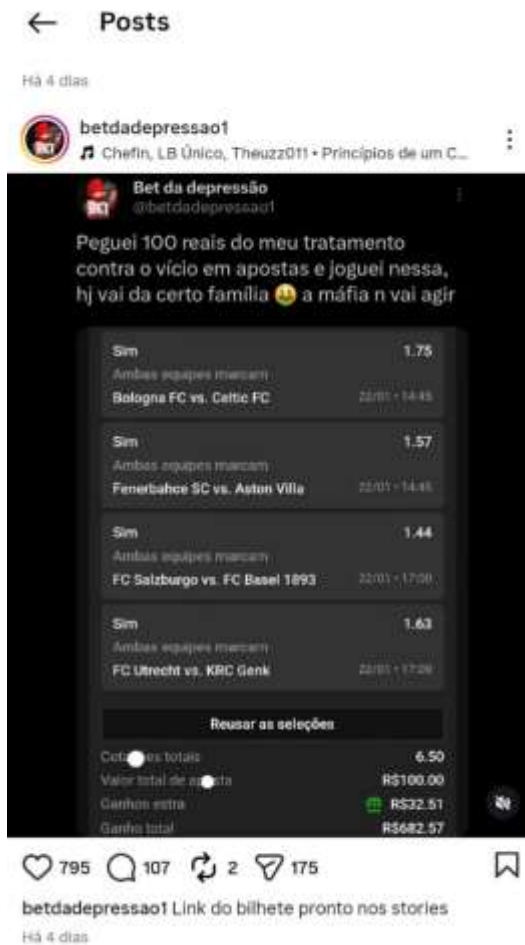 Posts
Há 4 dias
betdadepressao1
Chefin, LB Único, Theuzz011 • Princípios de um C...
BET
Bet da depressão
@betdadepressao1
Peguei 100 reais do meu tratamento
contra o vício em apostas e joguei nessa,
hj vai da certo família 🤑 a máfia n vai agir
Sim 1.75
Ambas equipes marcam
Bologna FC vs. Celtic FC 22/01 • 14:45
Sim 1.57
Ambas equipes marcam
Fenerbahce SC vs. Aston Villa 22/01 • 14:45
Sim 1.44
Ambas equipes marcam
FC Salzburgo vs. FC Basel 1893 22/01 • 17:00
Sim 1.63
Ambas equipes marcam
FC Utrecht vs. KRC Genk 22/01
Reusar as seleções
totais 6.50
Valor total de R$100.00
Ganhos extra R$32.51
Ganho total R$682.57
795 107 2 175
betdadepressao1 Link do bilhete pronto nos stories
Há 4 dias